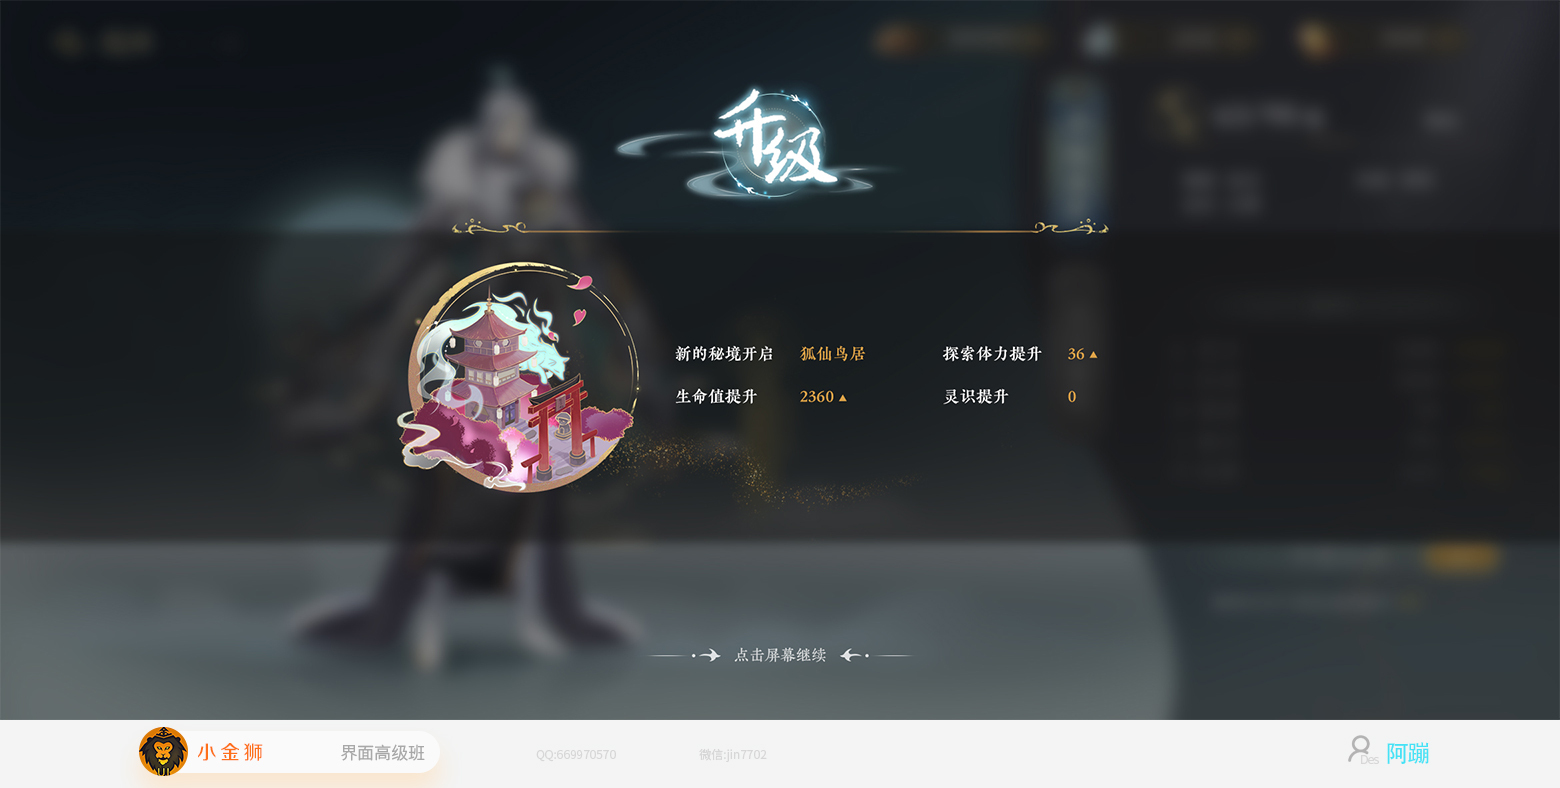 升级
新的秘境开启 狐仙鸟居 探索体力提升 36
生命值提升 2360 灵识提升 0
点击屏幕继续
小金狮 界面高级班 QQ:669970570 微信:jin7702 Des 阿蹦